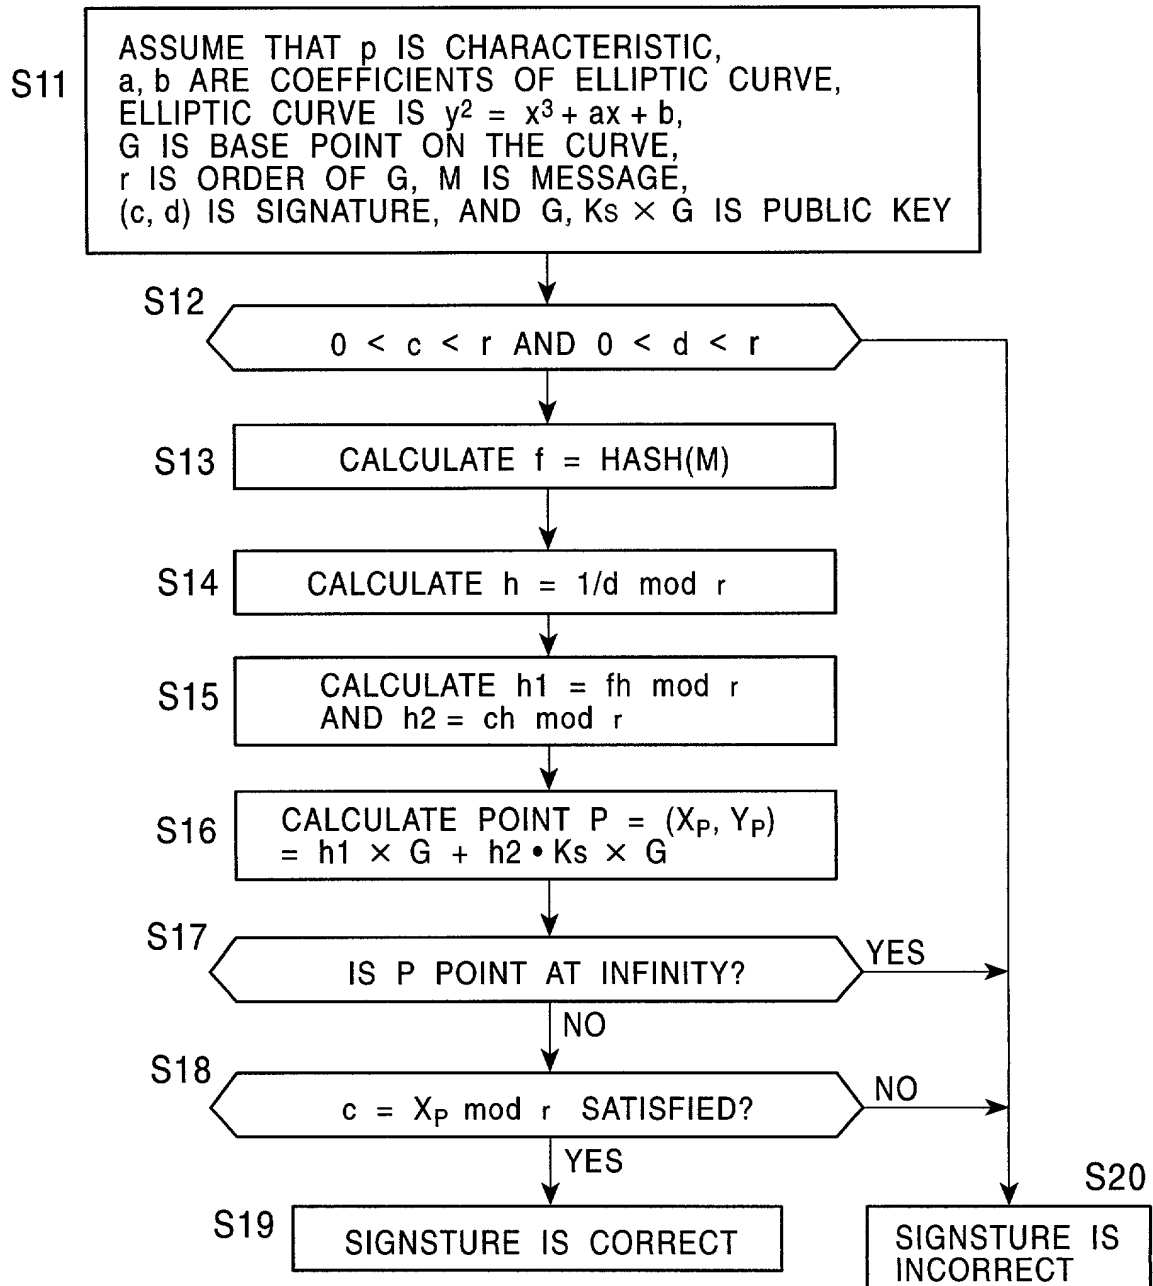 S11
ASSUME THAT p IS CHARACTERISTIC,
a, b ARE COEFFICIENTS OF ELLIPTIC CURVE,
ELLIPTIC CURVE IS y² = x³ + ax + b,
G IS BASE POINT ON THE CURVE,
r IS ORDER OF G, M IS MESSAGE,
(c, d) IS SIGNATURE, AND G, Ks × G IS PUBLIC KEY
S12
0 < c < r AND 0 < d < r
S13
CALCULATE f = HASH(M)
S14
CALCULATE h = 1/d mod r
S15
CALCULATE h1 = fh mod r
AND h2 = ch mod r
S16
CALCULATE POINT P = (XP, YP)
= h1 × G + h2 • Ks × G
S17
IS P POINT AT INFINITY?
YES
NO
S18
c = XP mod r SATISFIED?
NO
YES
S19
SIGNSTURE IS CORRECT
S20
SIGNSTURE IS
INCORRECT